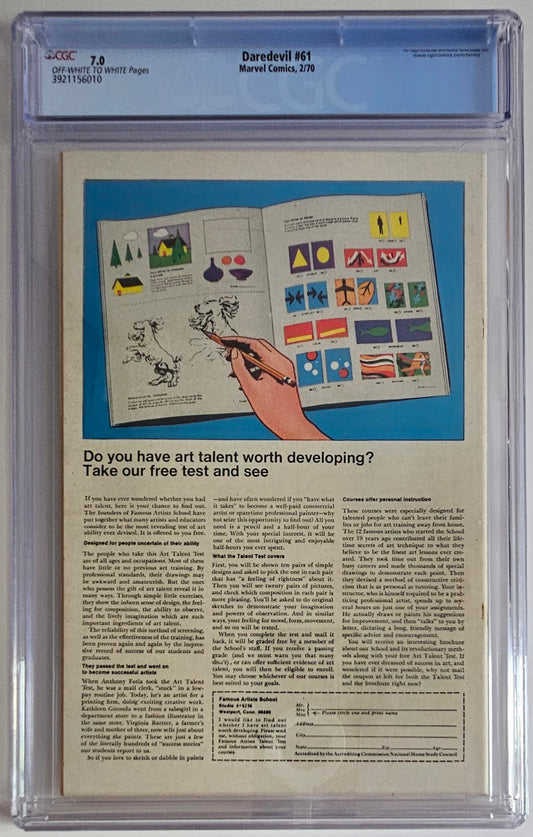 CGC 7.0
OFF-WHITE TO WHITE Pages
3921156010
Daredevil #61
Marvel Comics, 2/70
www.cgccomics.com/terms
Do you have art talent worth developing?
Take our free test and see
If you have ever wondered whether you had
art talent, here is your chance to find out.
The founders of Famous Artists School have
put together what many artists and educators
consider to be the most revealing test of art
ability ever devised. It is offered to you free.
Designed for people uncertain of their ability
The people who take this Art Talent Test
are of all ages and occupations. Most of them
have little or no previous art training. By
professional standards, their drawings may
be awkward and amateurish. But the ones
who possess the gift of art talent reveal it in
many ways. Through simple little exercises,
they show the inborn sense of design, the feel-
ing for composition, the ability to observe,
and the lively imagination which are such
important ingredients of art talent.
The reliability of this method of screening,
as well as the effectiveness of the training, has
been proven again and again by the impres-
sive record of success of our students and
graduates.
They passed the test and went on
to become successful artists
When Anthony Fotia took the Art Talent
Test, he was a mail clerk, "stuck" in a low-
pay routine job. Today, he's an artist for a
printing firm, doing exciting creative work.
Kathleen Gironda went from a salesgirl in a
department store to a fashion illustrator in
the same store. Virginia Bartter, a farmer's
wife and mother of three, now sells just about
everything she paints. These are just a few
of the literally hundreds of "success stories"
our students report to us.
So if you love to sketch or dabble in paints
—and have often wondered if you "have what
it takes" to become a well-paid commercial
artist or sparetime professional painter—why
not seize this opportunity to find out? All you
need is a pencil and a half-hour of your
time. With your special interest, it will be
one of the most intriguing and enjoyable
half-hours you ever spent.
What the Talent Test covers
First, you will be shown ten pairs of simple
designs and asked to pick the one in each pair
that has "a feeling of rightness" about it.
Then you will see twenty pairs of pictures,
and check which composition in each pair is
more pleasing. You'll be asked to do original
sketches to demonstrate your imagination
and powers of observation. And in similar
ways, your feeling for mood, form, movement,
and so on will be tested.
When you complete the test and mail it
back, it will be graded free by a member of
the School's staff. If you receive a passing
grade (and we must warn you that many
don't), or can offer sufficient evidence of art
talent, you will then be eligible to enroll.
You may choose whichever of our courses is
best suited to your goals.
Courses offer personal instruction
These courses were especially designed for
talented people who can't leave their fami-
lies or jobs for art training away from home.
The 12 famous artists who started the School
over 19 years ago contributed all their life-
time secrets of art technique to what they
believe to be the finest art lessons ever cre-
ated. They took time out from their own
busy careers and made thousands of special
drawings to demonstrate each point. Then
they devised a method of constructive criti-
cism that is as personal as tutoring. Your in-
structor, who is himself required to be a prac-
ticing professional artist, spends up to sev-
eral hours on just one of your assignments.
He actually draws or paints his suggestions
for improvement, and then "talks" to you by
letter, dictating a long, friendly message of
specific advice and encouragement.
You will receive an interesting brochure
about our School and its revolutionary meth-
ods along with your free Art Talent Test. If
you have ever dreamed of success in art, and
wondered if it were possible, why not mail
the coupon at left for both the Talent Test
and the brochure right now?
Famous Artists School
Westport, Conn. 06880
I would like to find out
whether I have art talent
worth developing. Please send
me, without obligation, your
Famous Artists Talent Test
and information about your
courses.
Mr.
Mrs.
Miss
Please circle one and print name
Address
City
State
Zip
Age
Accredited by the Accrediting Commission National Home Study Council